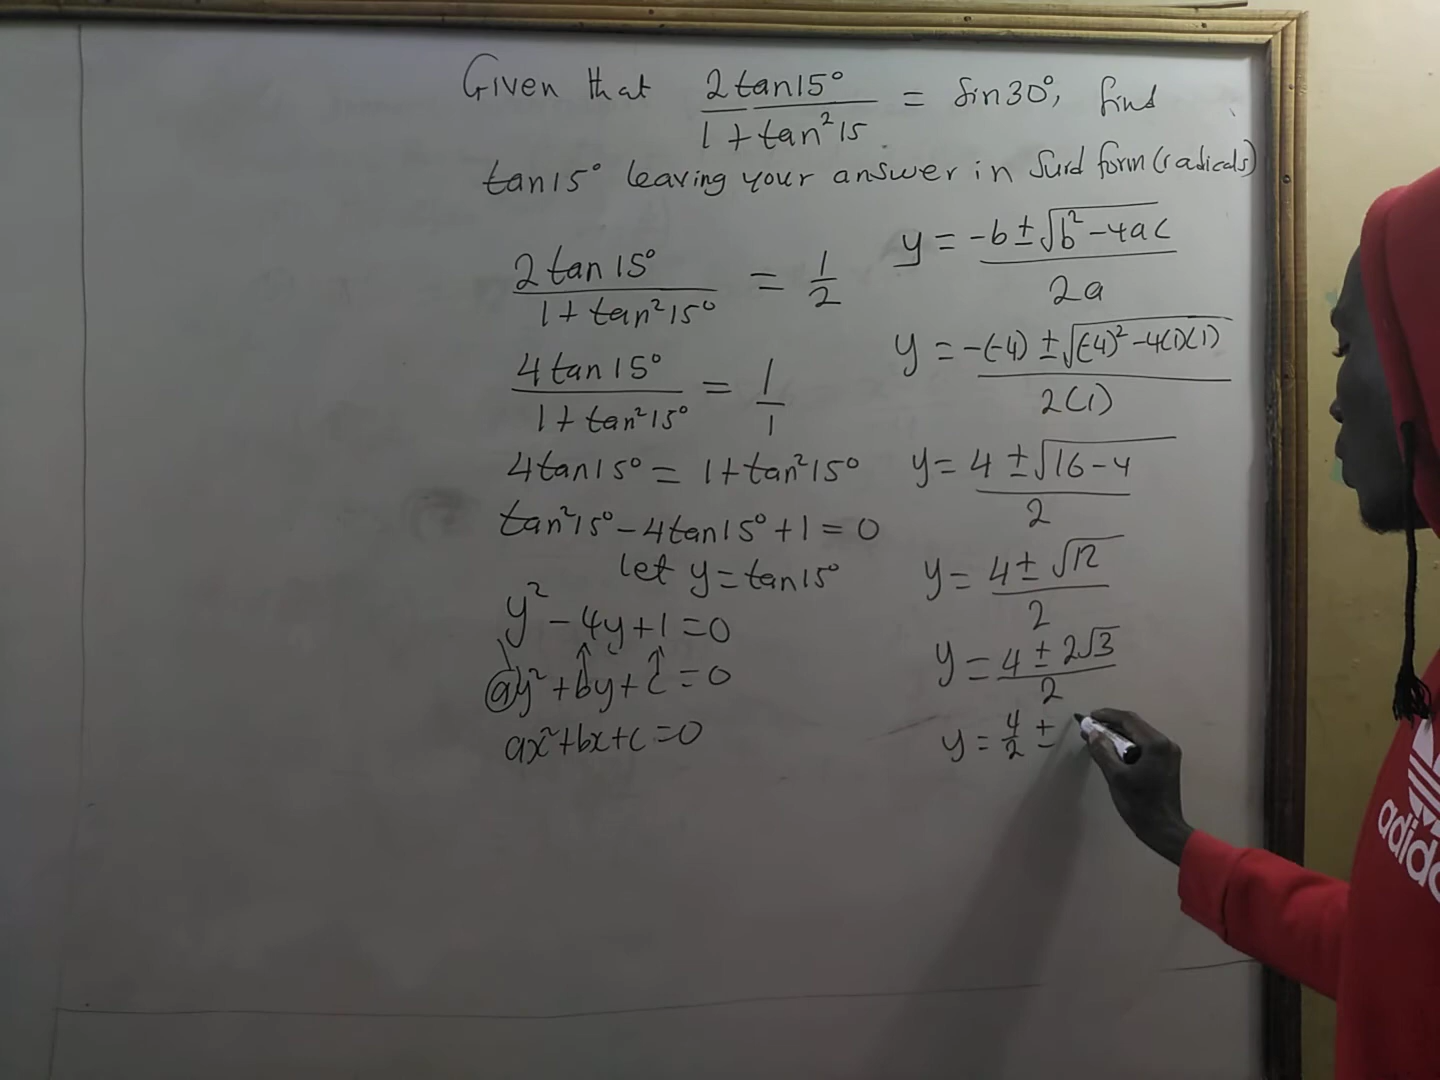 Given that 2tan15°/1+tan²15 = Sin30°, find
tan15° leaving your answer in Surd form (radicals)
2tan15°/1+tan²15° = 1/2
4tan15°/1+tan²15° = 1/1
4tan15° = 1+tan²15°
tan²15° - 4tan15° + 1 = 0
let y = tan15°
y² - 4y + 1 = 0
ay² + by + c = 0
ax² + bx + c = 0
y = -b ± √b² - 4ac/2a
y = -(-4) ± √(-4)² - 4(1)(1)/2(1)
y = 4 ± √16 - 4/2
y = 4 ± √12/2
y = 4 ± 2√3/2
y = 4/2 ±
adidas